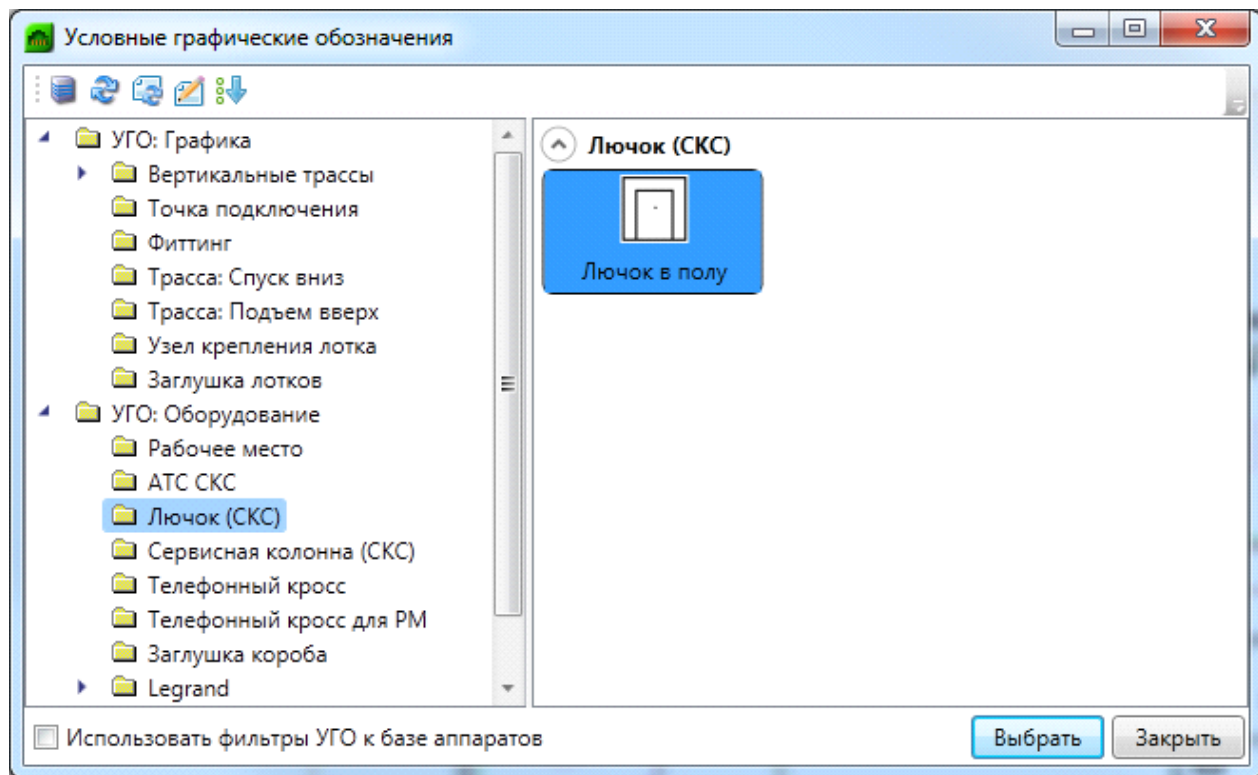 Условные графические обозначения
УГО: Графика
Вертикальные трассы
Точка подключения
Фиттинг
Трасса: Спуск вниз
Трасса: Подъем вверх
Узел крепления лотка
Заглушка лотков
УГО: Оборудование
Рабочее место
АТС СКС
Лючок (СКС)
Сервисная колонна (СКС)
Телефонный кросс
Телефонный кросс для РМ
Заглушка короба
Legrand
Лючок (СКС)
Лючок в полу
Использовать фильтры УГО к базе аппаратов
Выбрать
Закрыть